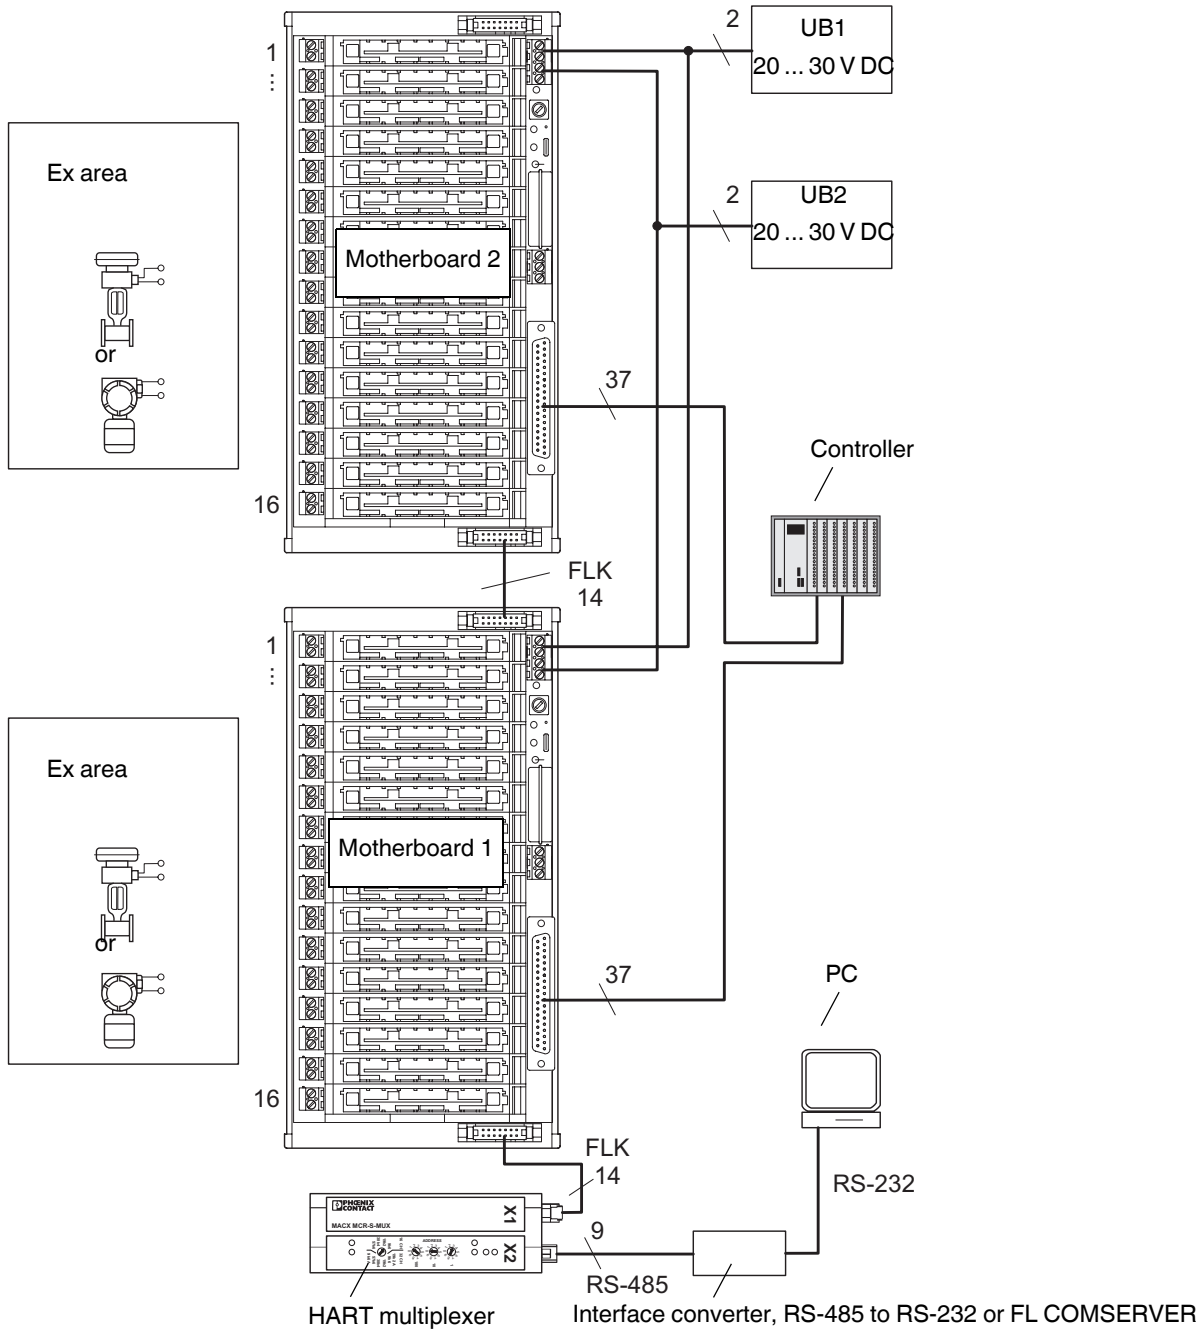 1
...
2
UB1
20 ... 30 V DC
Ex area
or
Motherboard 2
2
UB2
20 ... 30 V DC
37
Controller
16
FLK
14
1
...
Ex area
or
Motherboard 1
37
PC
16
FLK
14
RS-232
PHŒNIX
CONTACT
MACX MCR-S-MUX
X1
ADDRESS
X2
9
RS-485
HART multiplexer
Interface converter, RS-485 to RS-232 or FL COMSERVER